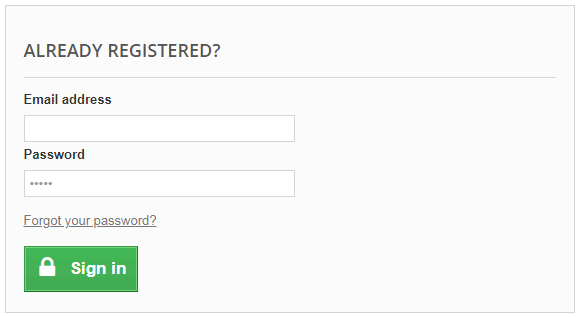 ALREADY REGISTERED?
Email address
Password
•••••
Forgot your password?
Sign in